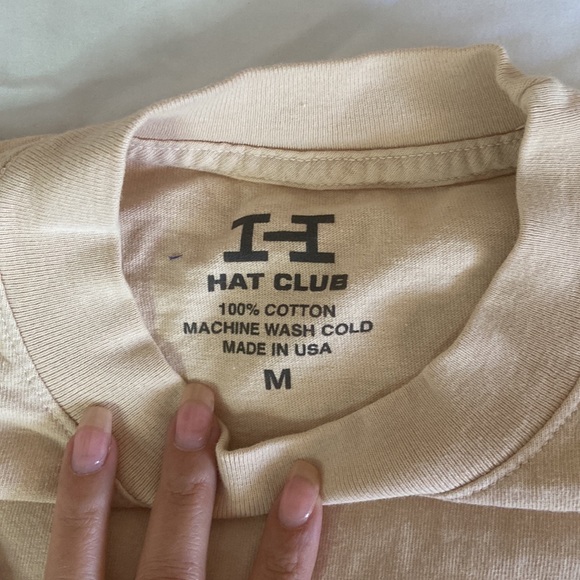 H
HAT CLUB
100% COTTON
MACHINE WASH COLD
MADE IN USA
M